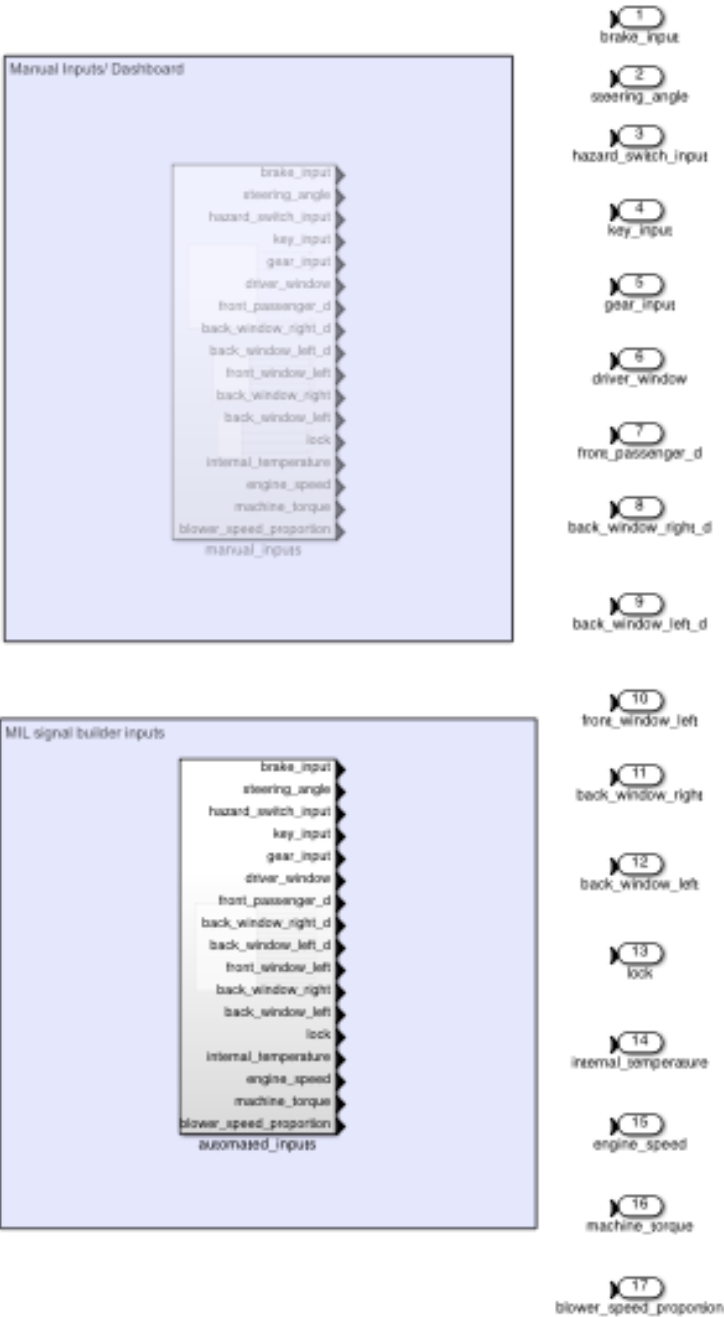 Manual Inputs/ Dashboard
brake_input
steering_angle
hazard_switch_input
key_input
gear_input
driver_window
front_passenger_d
back_window_right_d
back_window_left_d
front_window_left
back_window_right
back_window_left
lock
internal_temperature
engine_speed
machine_torque
blower_speed_proportion
manual_inputs
MIL signal builder inputs
brake_input
steering_angle
hazard_switch_input
key_input
gear_input
driver_window
front_passenger_d
back_window_right_d
back_window_left_d
front_window_left
back_window_right
back_window_left
lock
internal_temperature
engine_speed
machine_torque
blower_speed_proportion
automated_inputs
1
brake_input
2
steering_angle
3
hazard_switch_input
4
key_input
5
gear_input
6
driver_window
7
front_passenger_d
8
back_window_right_d
9
back_window_left_d
10
front_window_left
11
back_window_right
12
back_window_left
13
lock
14
internal_temperature
15
engine_speed
16
machine_torque
17
blower_speed_proportion